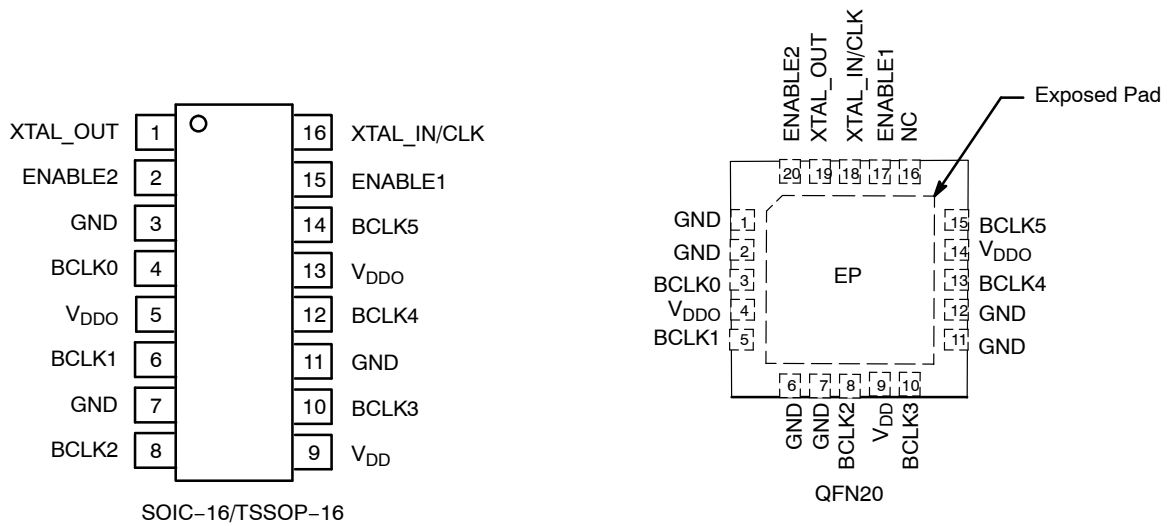 XTAL_OUT 1
ENABLE2 2
GND 3
BCLK0 4
VDDO 5
BCLK1 6
GND 7
BCLK2 8
16 XTAL_IN/CLK
15 ENABLE1
14 BCLK5
13 VDDO
12 BCLK4
11 GND
10 BCLK3
9 VDD
SOIC−16/TSSOP−16
ENABLE2
XTAL_OUT
XTAL_IN/CLK
ENABLE1
NC
Exposed Pad
20 19 18 17 16
GND 1
GND 2
BCLK0 3
VDDO 4
BCLK1 5
EP
15 BCLK5
14 VDDO
13 BCLK4
12 GND
11 GND
6 7 8 9 10
GND
GND
BCLK2
VDD
BCLK3
QFN20